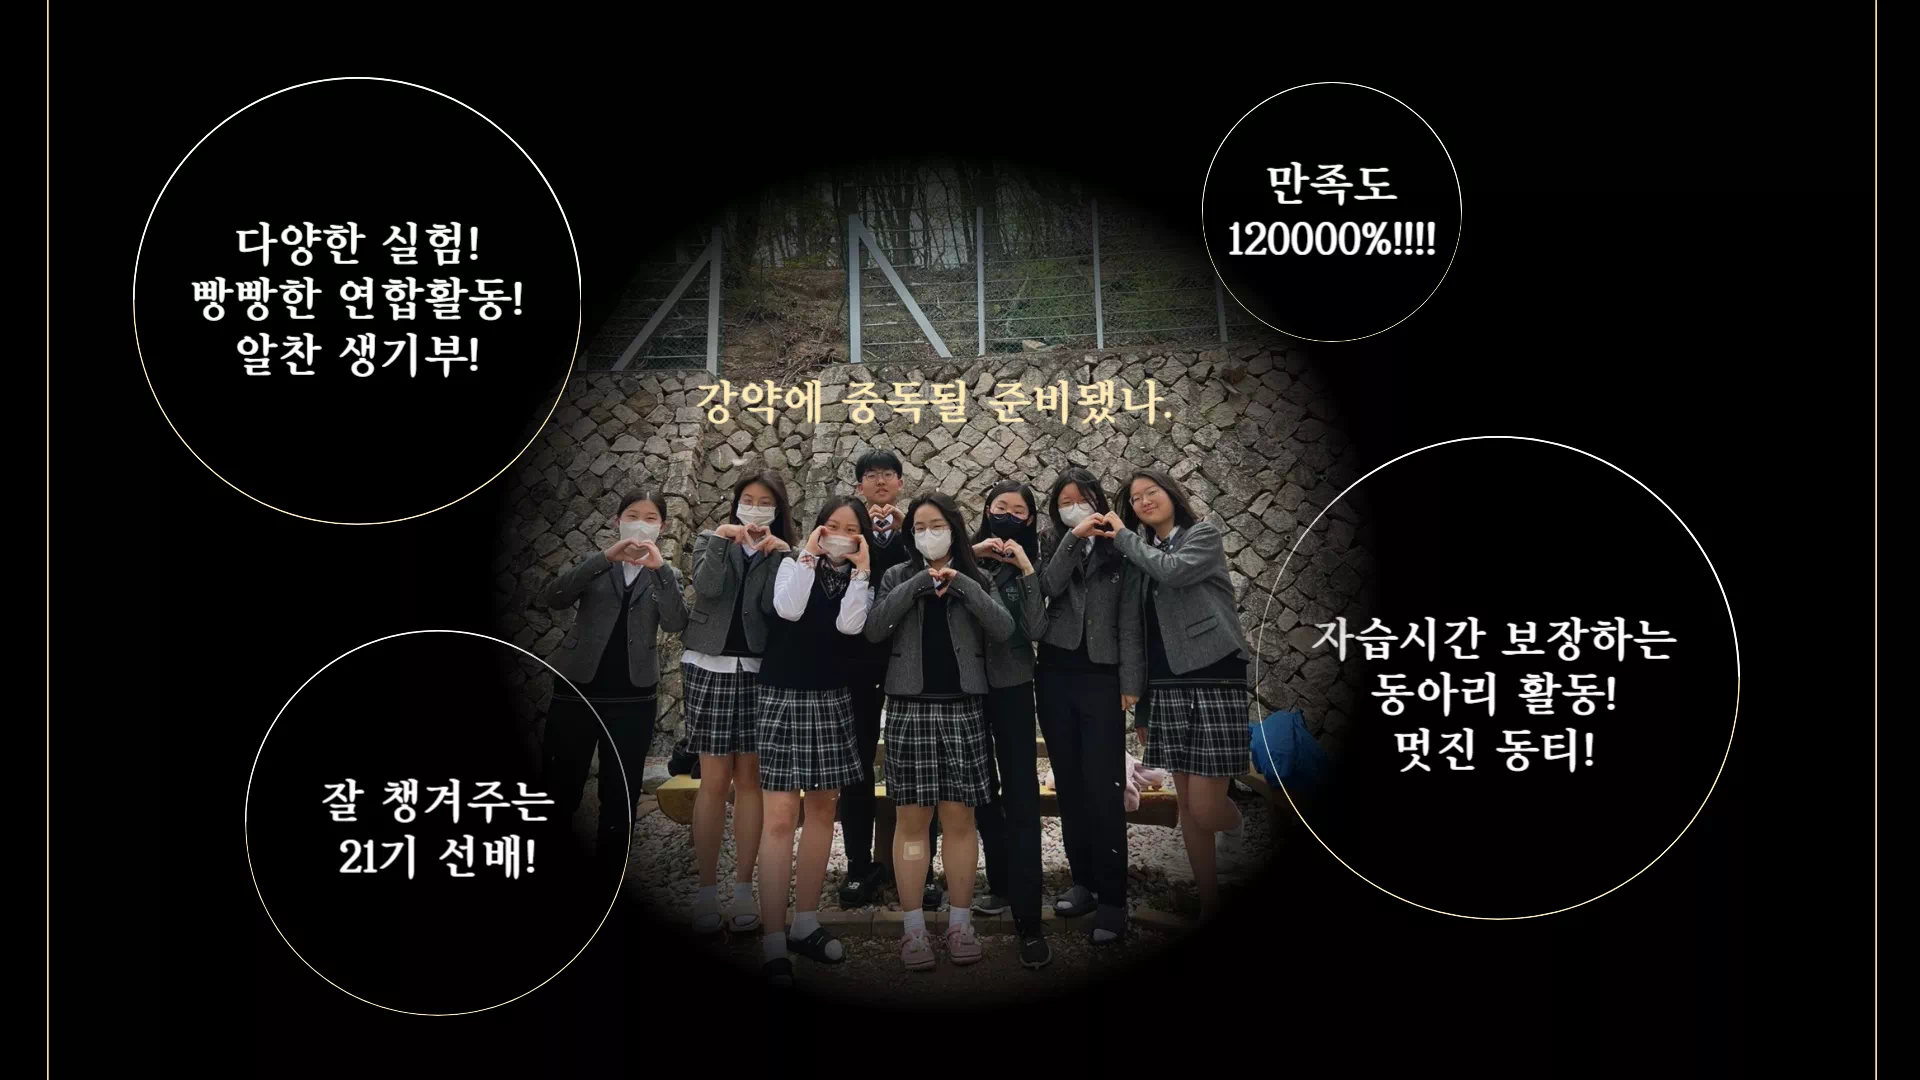 다양한 실험!
빵빵한 연합활동!
알찬 생기부!
만족도
120000%!!!!
강약에 중독될 준비됐나.
자습시간 보장하는
동아리 활동!
멋진 동티!
잘 챙겨주는
21기 선배!